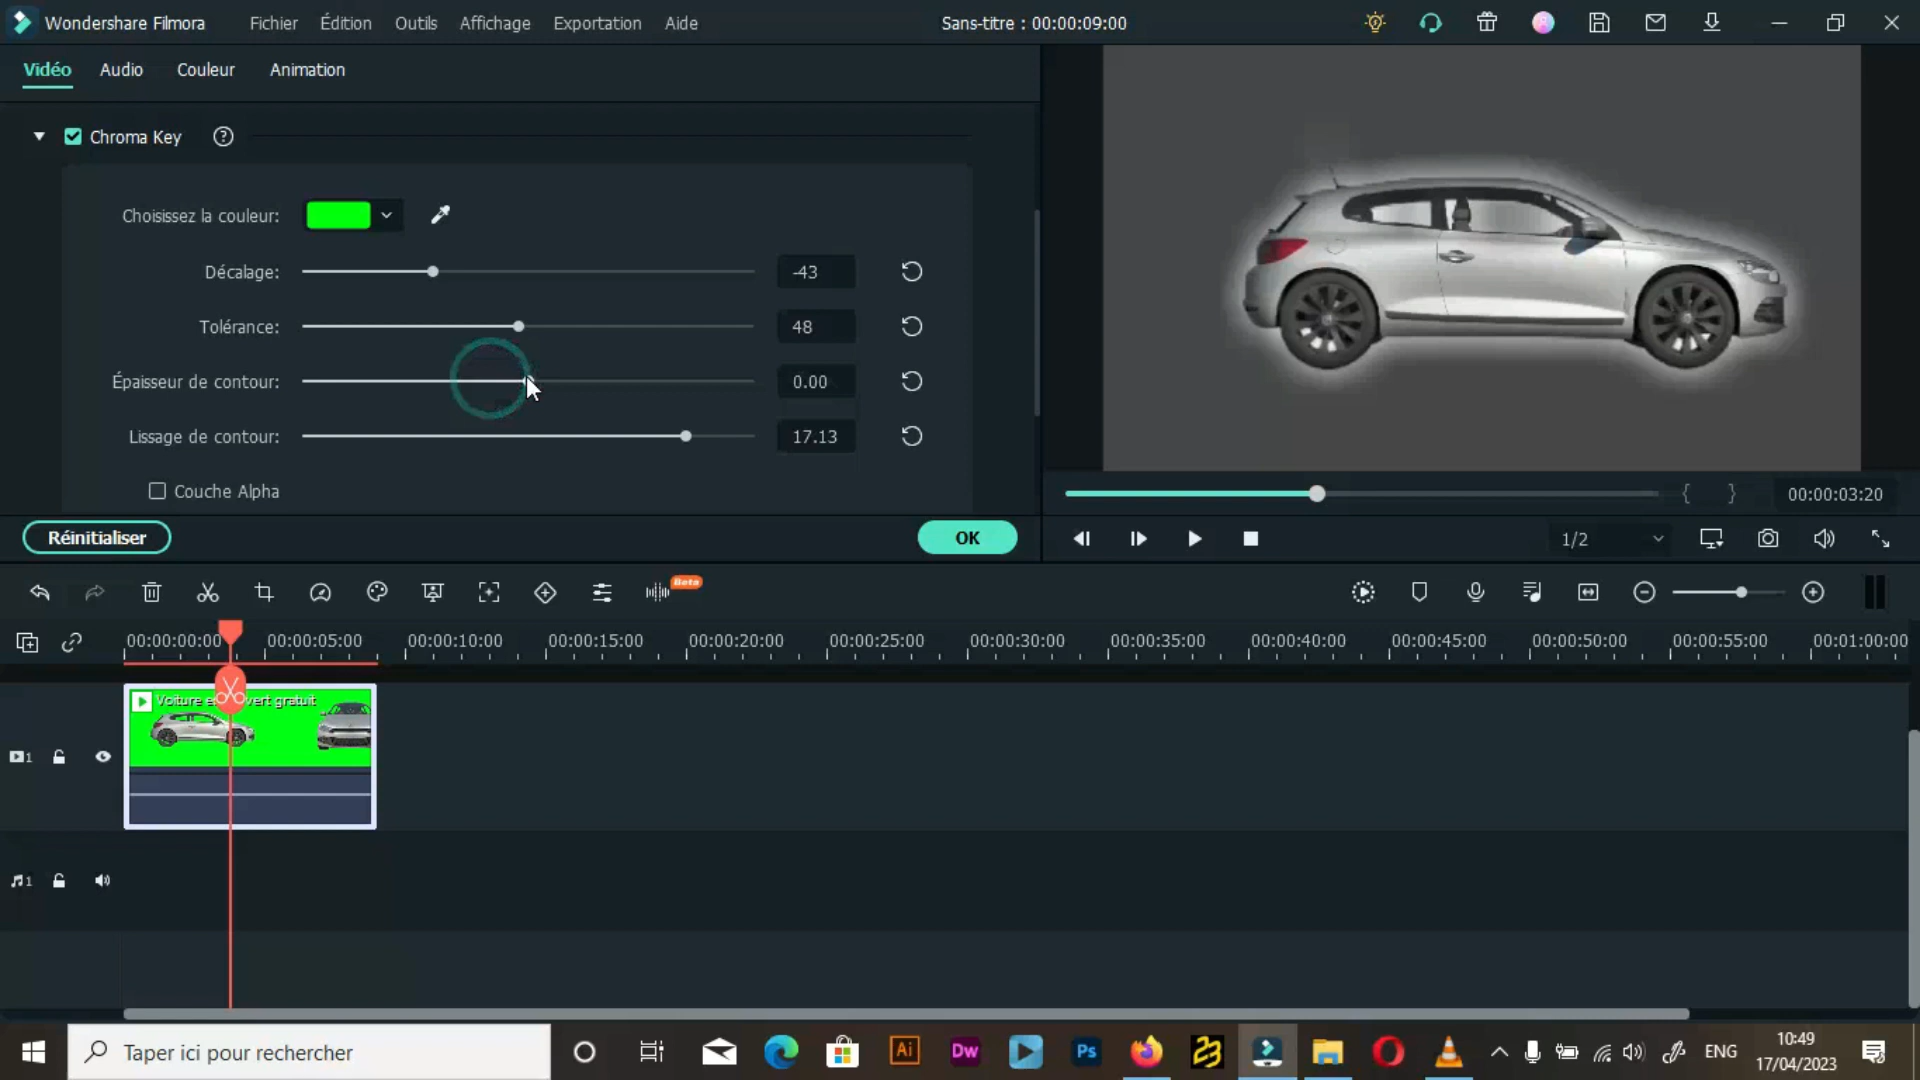 Wondershare Filmora
Fichier
Édition
Outils
Affichage
Exportation
Aide
Sans-titre : 00:00:09:00
Vidéo
Audio
Couleur
Animation
Chroma Key
Choisissez la couleur:
Décalage:
-43
Tolérance:
48
Épaisseur de contour:
0.00
Lissage de contour:
17.13
Couche Alpha
Réinitialiser
OK
{ }
00:00:03:20
1/2
Beta
00:00:00:00
00:00:05:00
00:00:10:00
00:00:15:00
00:00:20:00
00:00:25:00
00:00:30:00
00:00:35:00
00:00:40:00
00:00:45:00
00:00:50:00
00:00:55:00
00:01:00:00
Voiture
vert gratuit
1
1
Taper ici pour rechercher
Ai
Dw
Ps
ENG
10:49
17/04/2023